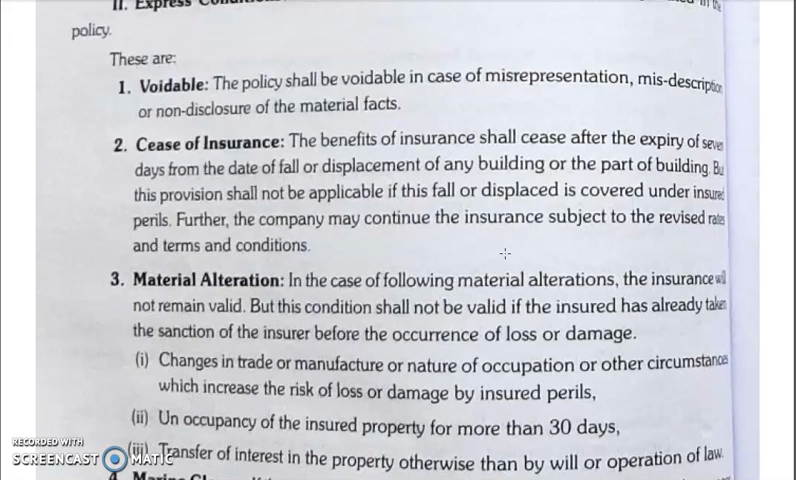 II. Express
policy.
These are:
1. Voidable: The policy shall be voidable in case of misrepresentation, mis-description
or non-disclosure of the material facts.
2. Cease of Insurance: The benefits of insurance shall cease after the expiry of seven
days from the date of fall or displacement of any building or the part of building. But
this provision shall not be applicable if this fall or displaced is covered under insured
perils. Further, the company may continue the insurance subject to the revised rates
and terms and conditions.
3. Material Alteration: In the case of following material alterations, the insurance will
not remain valid. But this condition shall not be valid if the insured has already taken
the sanction of the insurer before the occurrence of loss or damage.
(i) Changes in trade or manufacture or nature of occupation or other circumstances
which increase the risk of loss or damage by insured perils,
(ii) Un occupancy of the insured property for more than 30 days,
(iii) Transfer of interest in the property otherwise than by will or operation of law.
RECORDED WITH
SCREENCAST MATIC